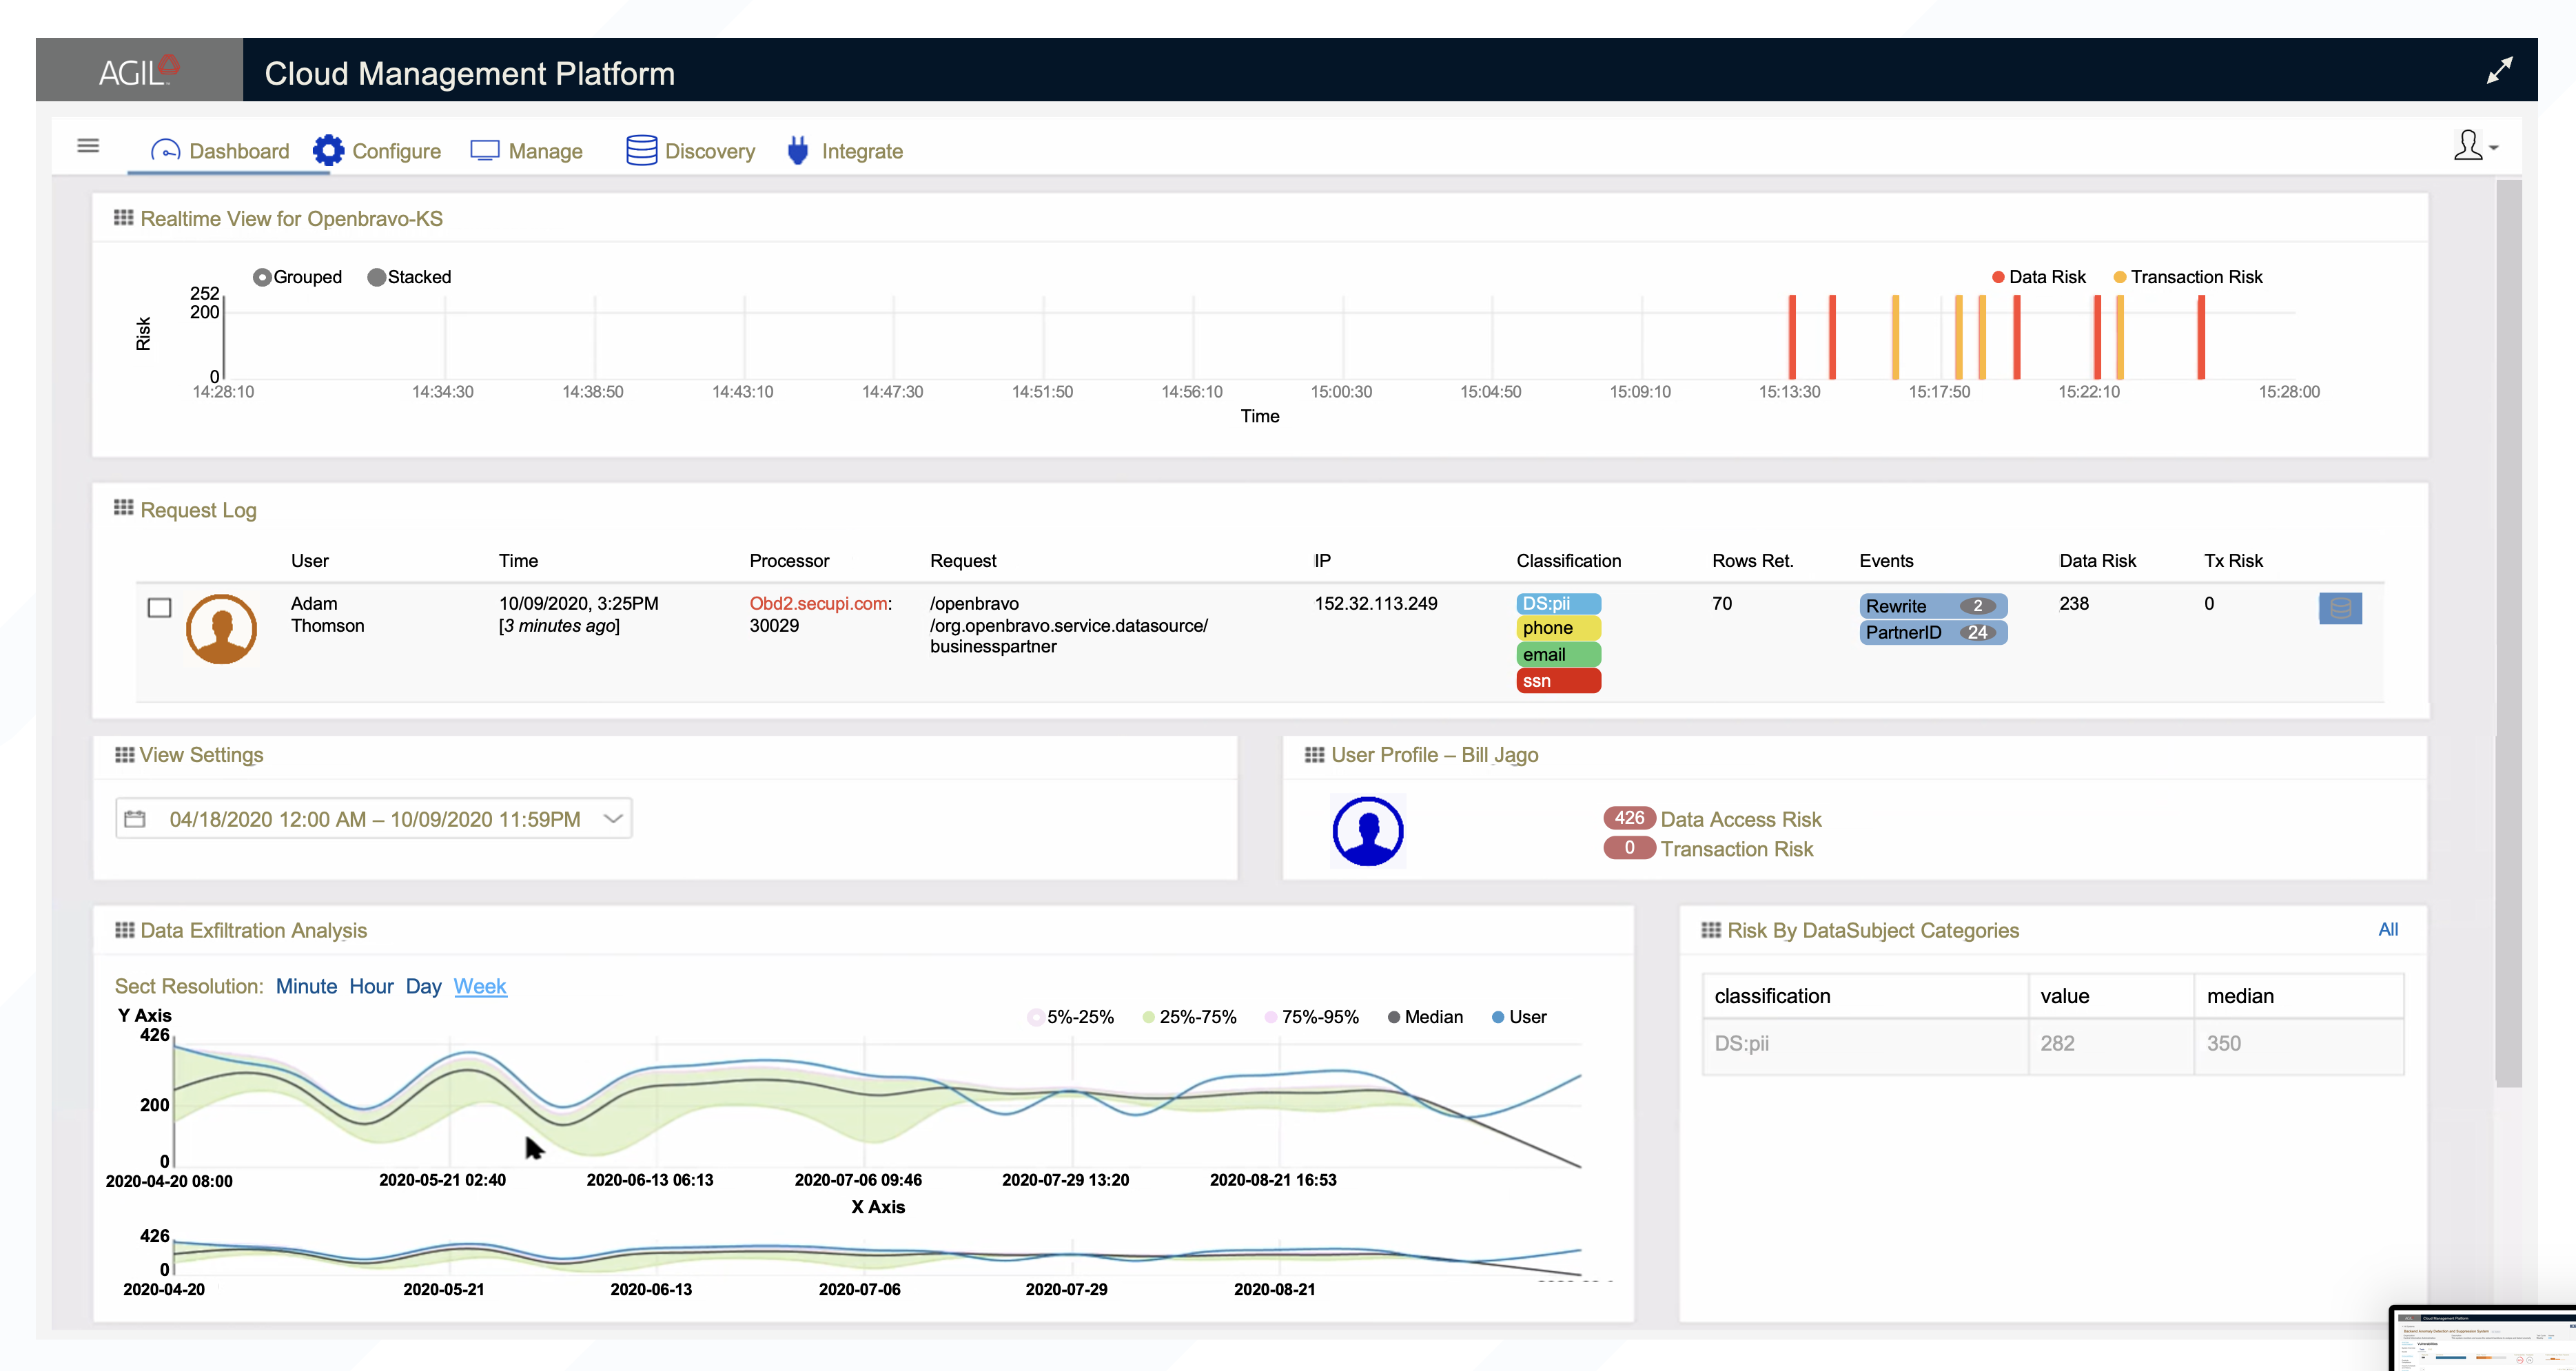 AGIL
Cloud Management Platform
Dashboard Configure Manage Discovery Integrate
Realtime View for Openbravo-KS
Grouped Stacked
Data Risk Transaction Risk
252
200
0
Risk
14:28:10 14:34:30 14:38:50 14:43:10 14:47:30 14:51:50 14:56:10 15:00:30 15:04:50 15:09:10 15:13:30 15:17:50 15:22:10 15:28:00
Time
Request Log
User Time Processor Request IP Classification Rows Ret. Events Data Risk Tx Risk
Adam
Thomson
10/09/2020, 3:25PM
[3 minutes ago]
Obd2.secupi.com:
30029
/openbravo
/org.openbravo.service.datasource/
businesspartner
152.32.113.249
DS:pii
phone
email
ssn
70
Rewrite 2
PartnerID 24
238
0
View Settings
04/18/2020 12:00 AM – 10/09/2020 11:59PM
User Profile – Bill Jago
426 Data Access Risk
0 Transaction Risk
Data Exfiltration Analysis
Sect Resolution: Minute Hour Day Week
5%-25% 25%-75% 75%-95% Median User
Y Axis
426
200
0
2020-04-20 08:00 2020-05-21 02:40 2020-06-13 06:13 2020-07-06 09:46 2020-07-29 13:20 2020-08-21 16:53
X Axis
426
0
2020-04-20 2020-05-21 2020-06-13 2020-07-06 2020-07-29 2020-08-21
Risk By DataSubject Categories
All
classification value median
DS:pii 282 350
Cloud Management Platform